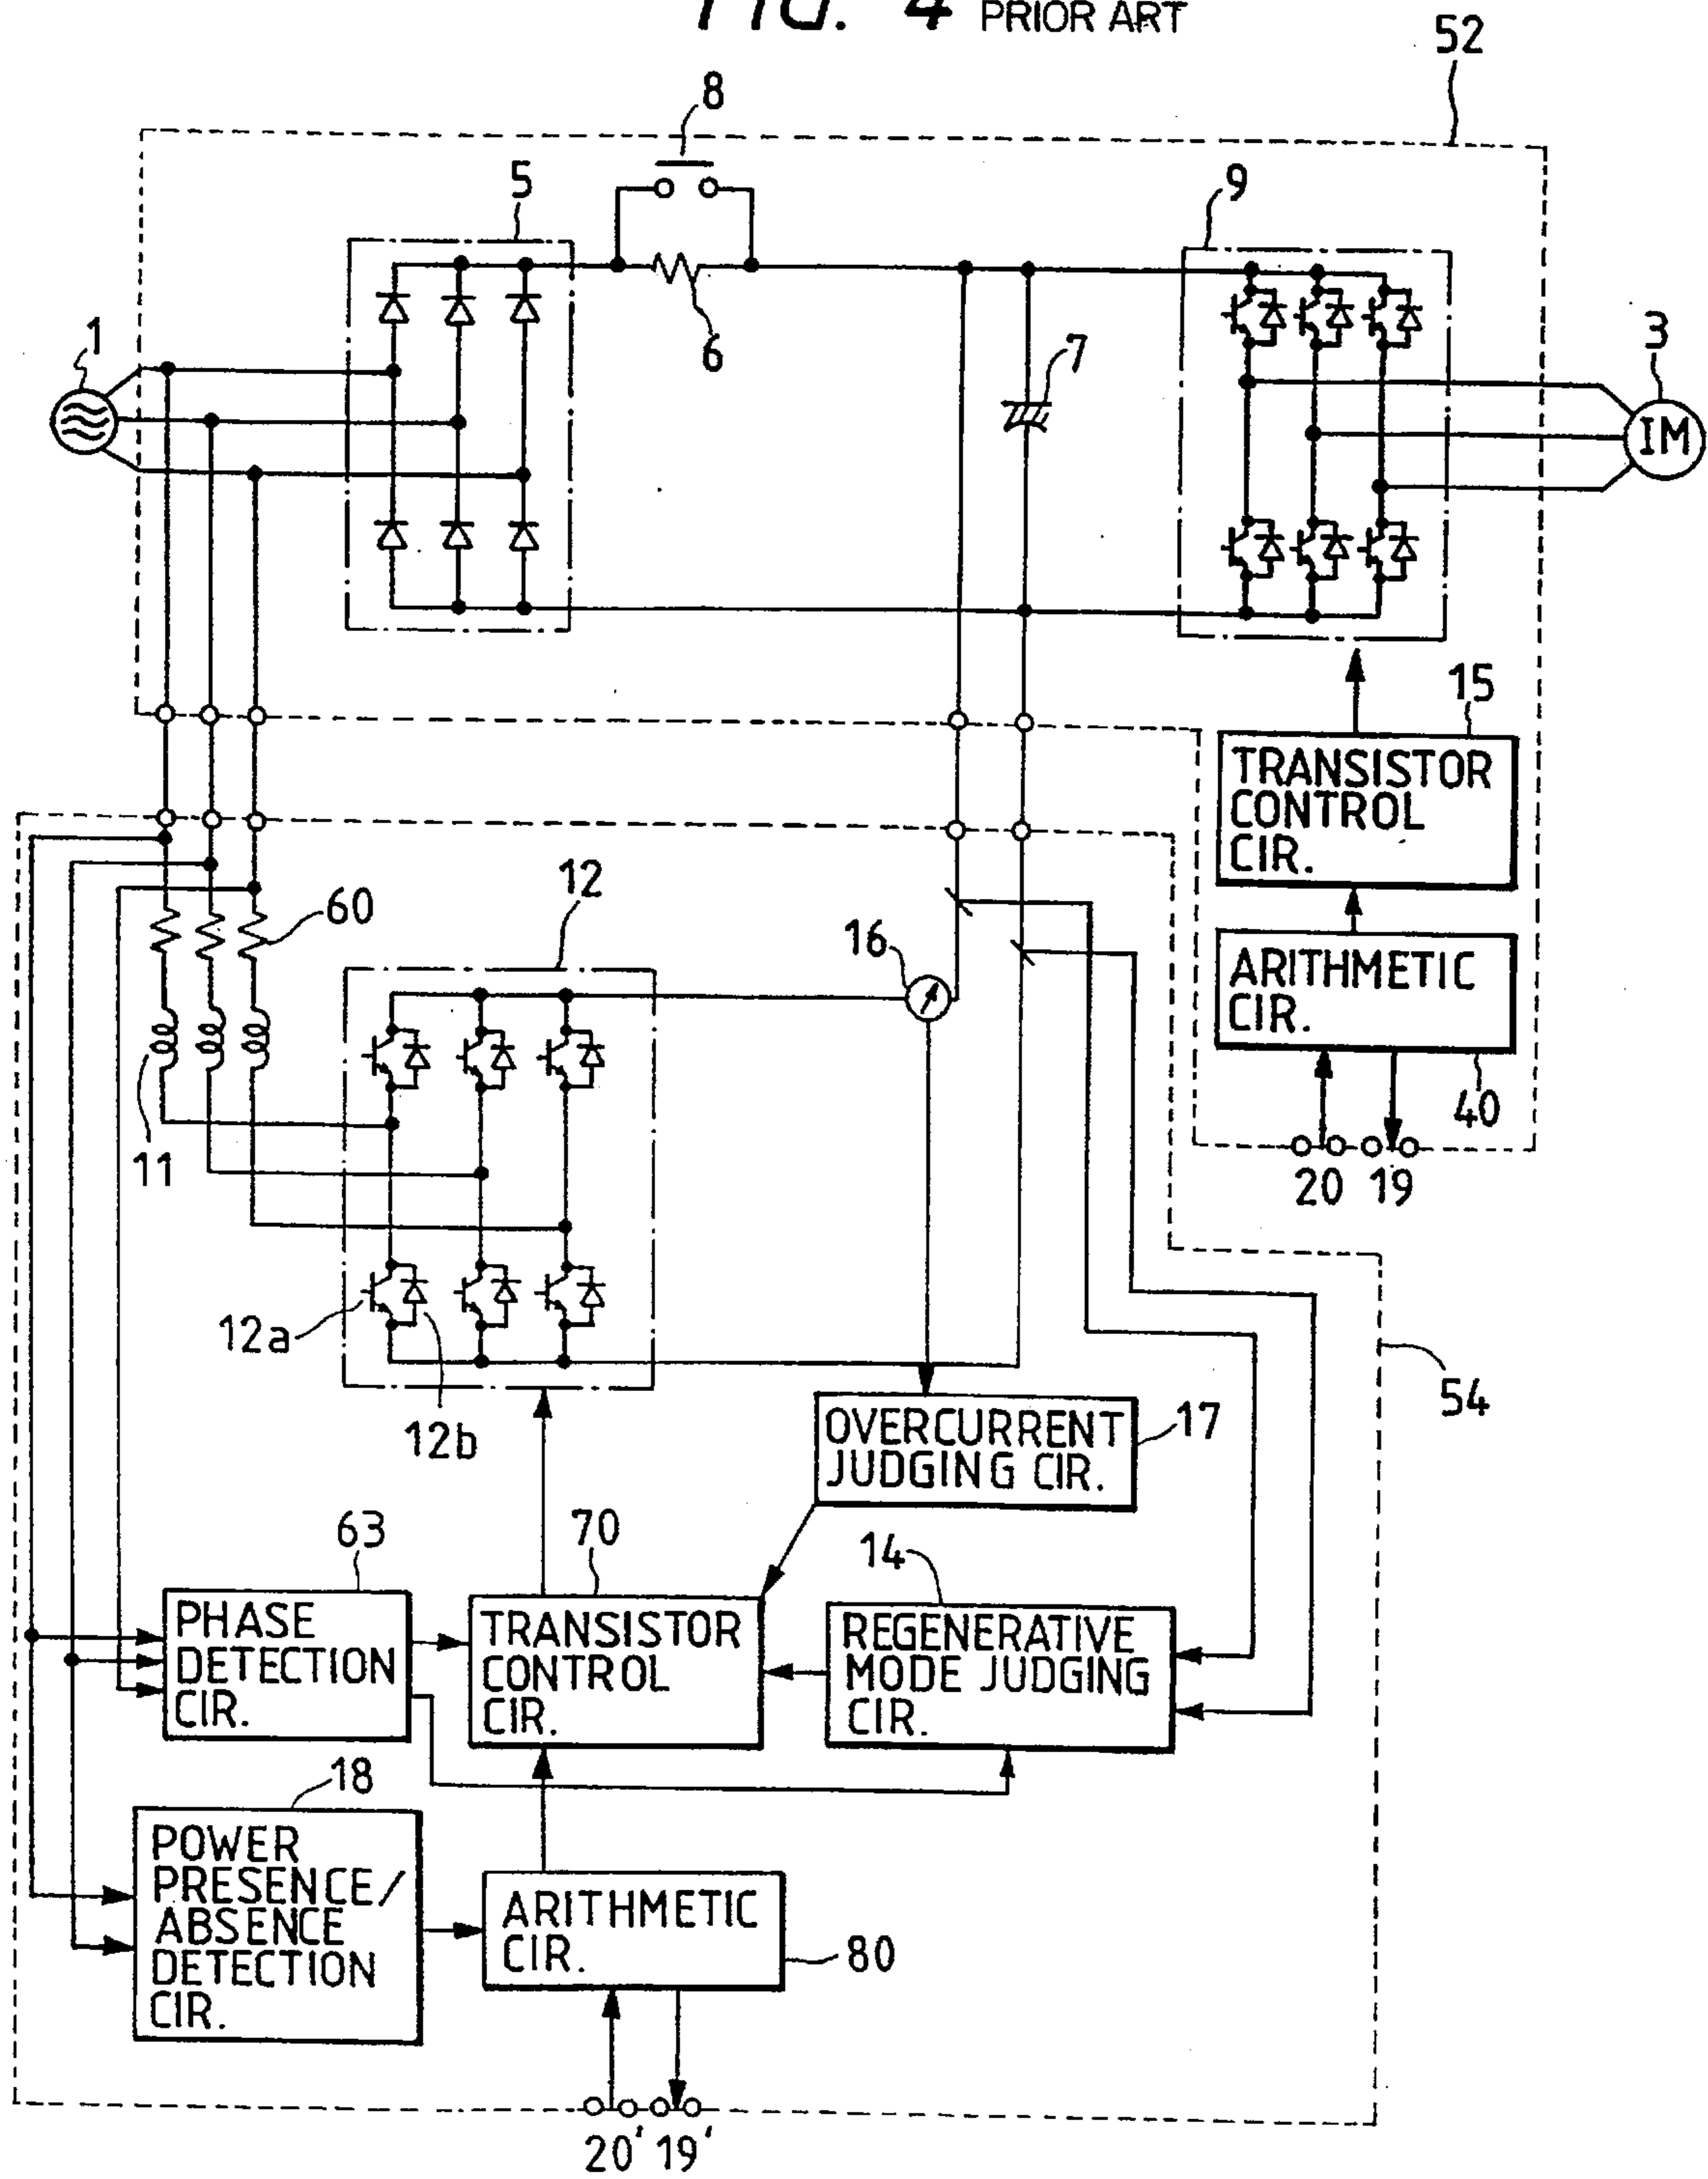 FIG. 4 PRIOR ART
52
8
5
9
1
6
7
3
IM
15
TRANSISTOR
CONTROL
CIR.
12
60
16
ARITHMETIC
CIR.
11
40
20 19
12a
12b
54
OVERCURRENT
JUDGING CIR.
17
63
70
14
PHASE
DETECTION
CIR.
TRANSISTOR
CONTROL
CIR.
REGENERATIVE
MODE JUDGING
CIR.
18
POWER
PRESENCE/
ABSENCE
DETECTION
CIR.
ARITHMETIC
CIR.
80
20' 19'